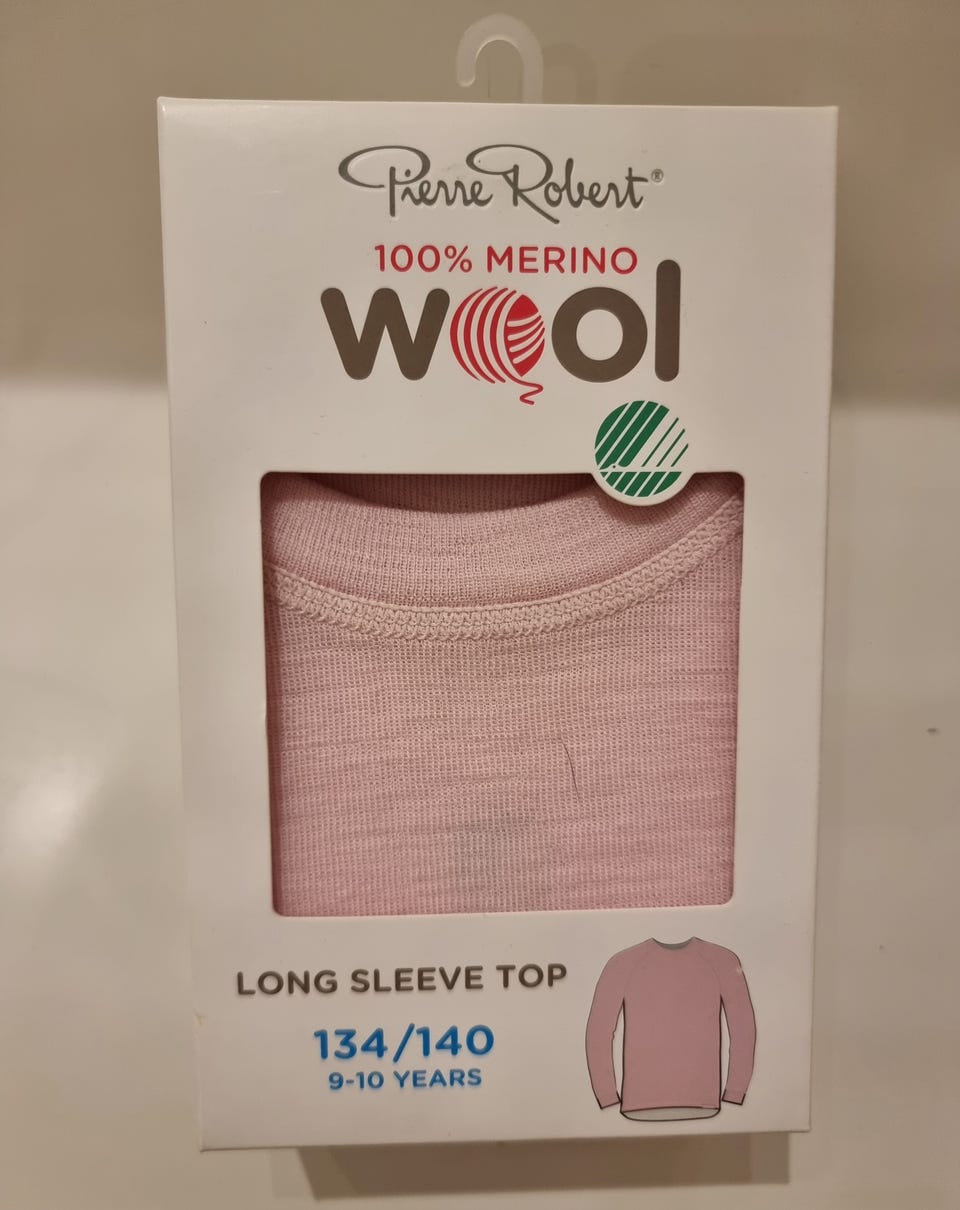 Pierre Robert®
100% MERINO
wool
LONG SLEEVE TOP
134/140
9-10 YEARS